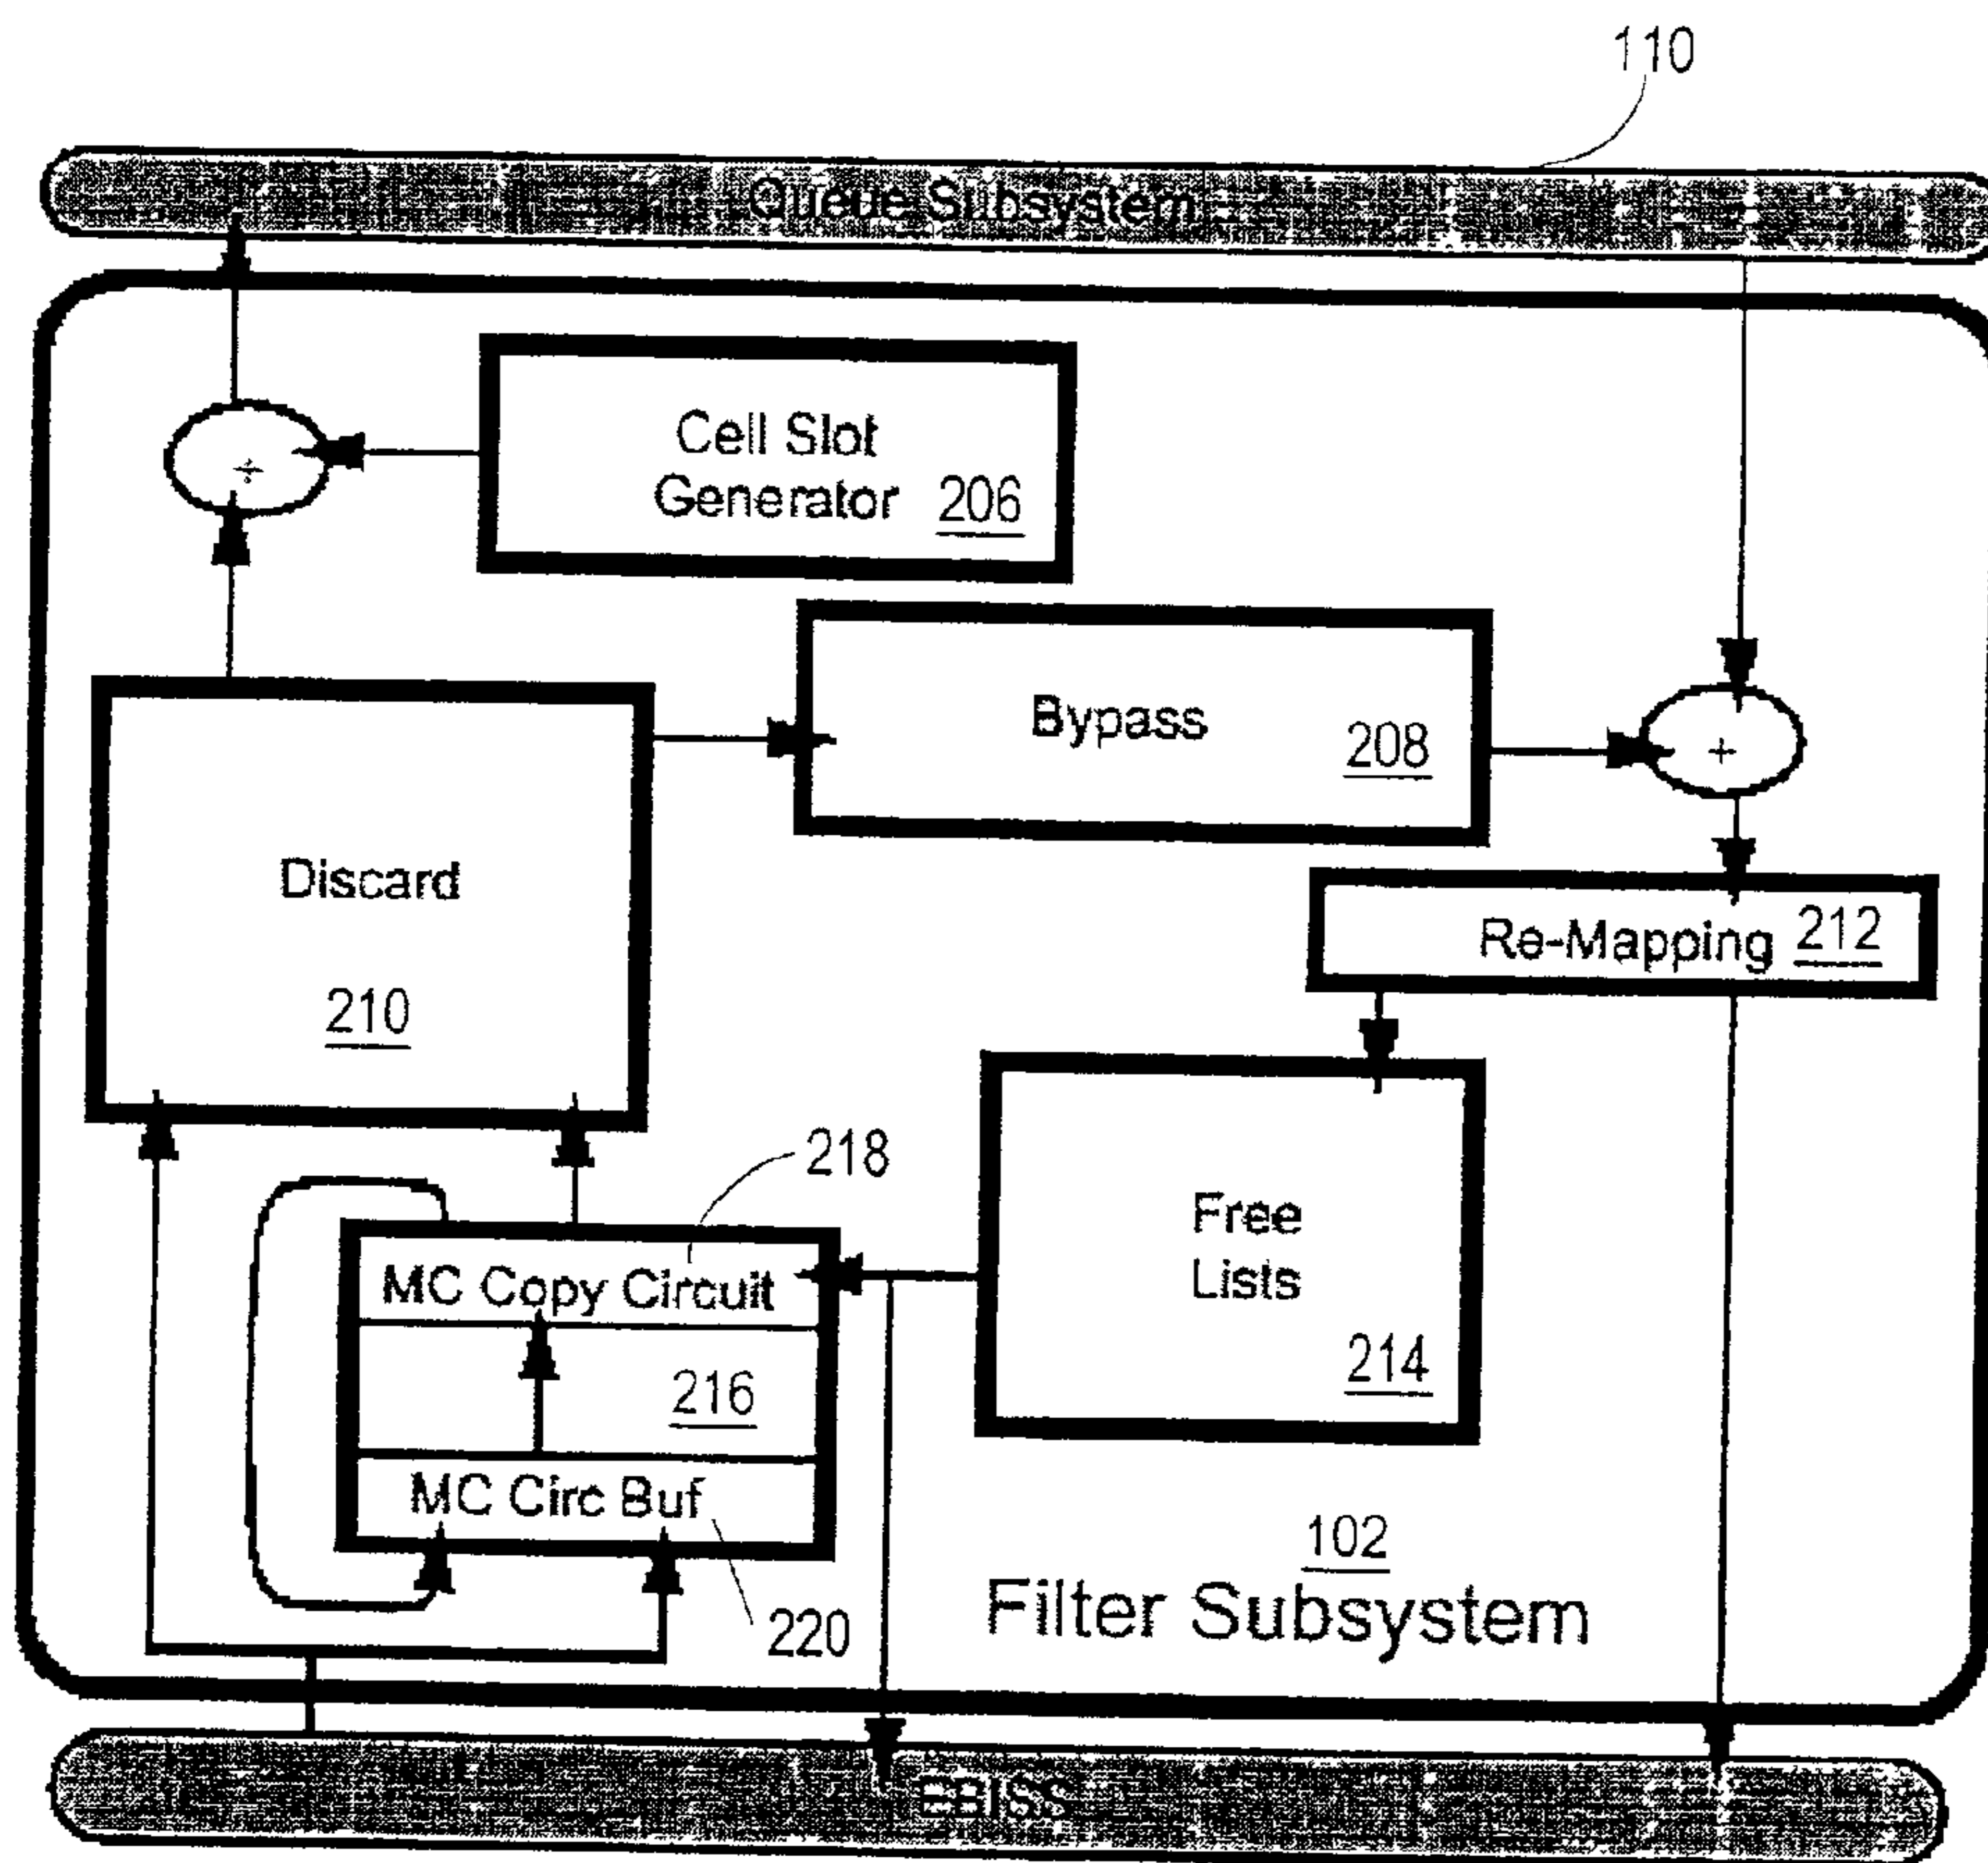 110
Queue Subsystem
Cell Slot
Generator 206
+
Bypass
208
+
Discard
210
Re-Mapping 212
218
MC Copy Circuit
216
MC Circ Buf
220
Free
Lists
214
102
Filter Subsystem
EBISS